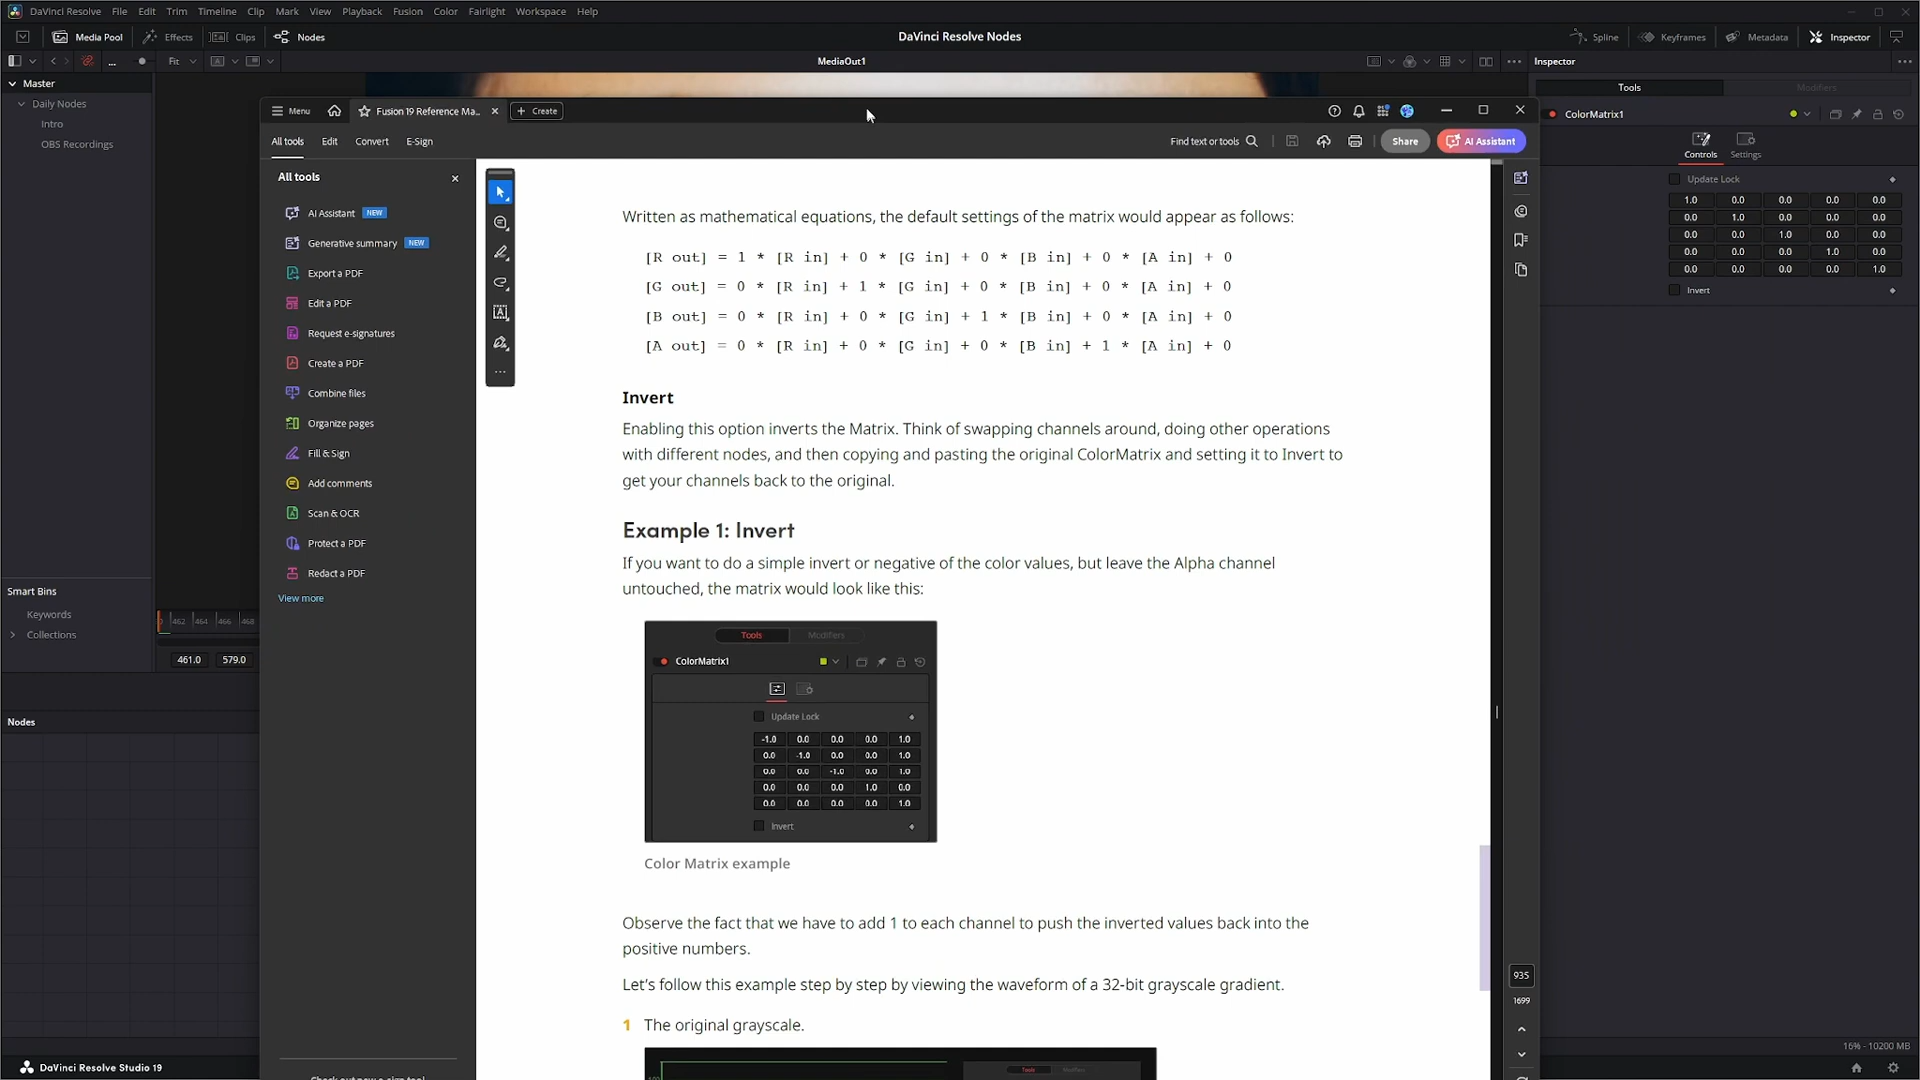 DaVinci Resolve File Edit Trim Timeline Clip Mark View Playback Fusion Color Fairlight Workspace Help
Media Pool Effects Clips Nodes DaVinci Resolve Nodes Spline Keyframes Metadata Inspector
... Fit MediaOut1 ... Inspector ...
Master
Daily Nodes
Intro
OBS Recordings
Smart Bins
Keywords
Collections
462 464 466 468
461.0 579.0
Nodes
DaVinci Resolve Studio 19
Menu Fusion 19 Reference Ma... Create
All tools Edit Convert E-Sign Find text or tools Share AI Assistant
All tools
AI Assistant NEW
Generative summary NEW
Export a PDF
Edit a PDF
Request e-signatures
Create a PDF
Combine files
Organize pages
Fill & Sign
Add comments
Scan & OCR
Protect a PDF
Redact a PDF
View more
Written as mathematical equations, the default settings of the matrix would appear as follows:
[R out] = 1 * [R in] + 0 * [G in] + 0 * [B in] + 0 * [A in] + 0
[G out] = 0 * [R in] + 1 * [G in] + 0 * [B in] + 0 * [A in] + 0
[B out] = 0 * [R in] + 0 * [G in] + 1 * [B in] + 0 * [A in] + 0
[A out] = 0 * [R in] + 0 * [G in] + 0 * [B in] + 1 * [A in] + 0
Invert
Enabling this option inverts the Matrix. Think of swapping channels around, doing other operations
with different nodes, and then copying and pasting the original ColorMatrix and setting it to Invert to
get your channels back to the original.
Example 1: Invert
If you want to do a simple invert or negative of the color values, but leave the Alpha channel
untouched, the matrix would look like this:
Tools Modifiers
ColorMatrix1
Update Lock
-1.0 0.0 0.0 0.0 1.0
0.0 -1.0 0.0 0.0 1.0
0.0 0.0 -1.0 0.0 1.0
0.0 0.0 0.0 1.0 0.0
0.0 0.0 0.0 0.0 1.0
Invert
Color Matrix example
Observe the fact that we have to add 1 to each channel to push the inverted values back into the
positive numbers.
Let's follow this example step by step by viewing the waveform of a 32-bit grayscale gradient.
1 The original grayscale.
Tools Modifiers
935
1699
Tools Modifiers
ColorMatrix1
Controls Settings
Update Lock
1.0 0.0 0.0 0.0 0.0
0.0 1.0 0.0 0.0 0.0
0.0 0.0 1.0 0.0 0.0
0.0 0.0 0.0 1.0 0.0
0.0 0.0 0.0 0.0 1.0
Invert
16% - 10200 MB